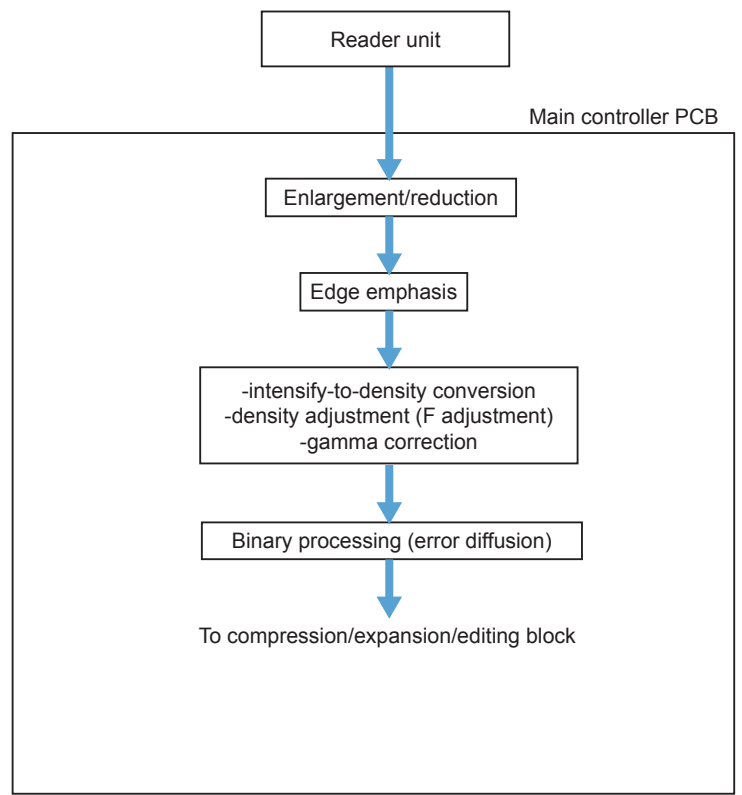 Reader unit
Main controller PCB
Enlargement/reduction
Edge emphasis
-intensify-to-density conversion
-density adjustment (F adjustment)
-gamma correction
Binary processing (error diffusion)
To compression/expansion/editing block